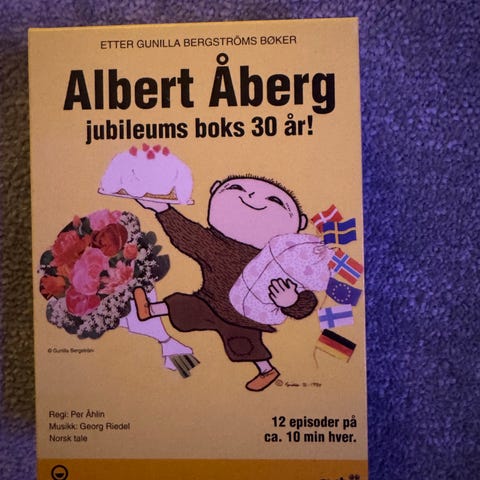 ETTER GUNILLA BERGSTRÖMS BØKER
Albert Åberg
jubileums boks 30 år!
© Gunilla Bergström
Regi: Per Åhlin
Musikk: Georg Riedel
Norsk tale
12 episoder på
ca. 10 min hver.